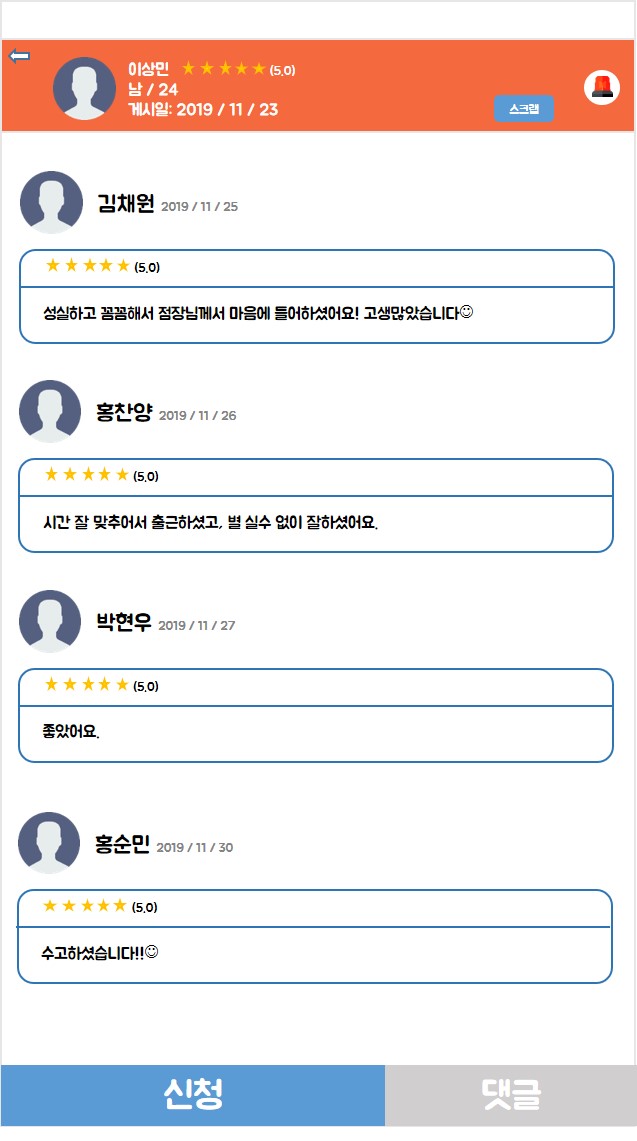 이상민 ★ ★ ★ ★ ★ (5.0)
남 / 24
게시일: 2019 / 11 / 23
스크랩
김채원 2019 / 11 / 25
★ ★ ★ ★ ★ (5.0)
성실하고 꼼꼼해서 점장님께서 마음에 들어하셨어요! 고생많았습니다☺
홍찬양 2019 / 11 / 26
★ ★ ★ ★ ★ (5.0)
시간 잘 맞추어서 출근하셨고, 별 실수 없이 잘하셨어요.
박현우 2019 / 11 / 27
★ ★ ★ ★ ★ (5.0)
좋았어요.
홍순민 2019 / 11 / 30
★ ★ ★ ★ ★ (5.0)
수고하셨습니다!!☺
신청
댓글